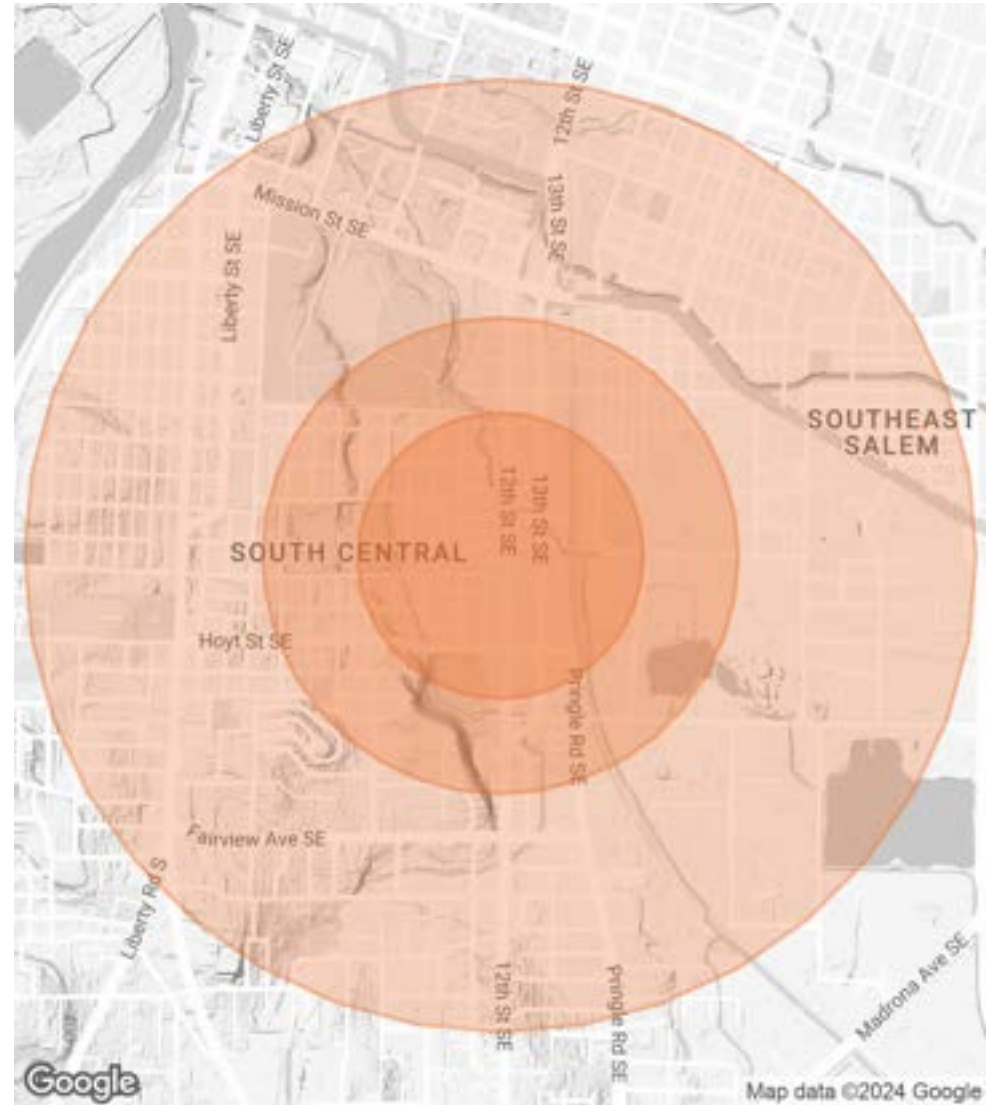 Liberty St SE
12th St SE
Mission St SE
13th St SE
Liberty St SE
SOUTHEAST
SALEM
12th St SE
13th St SE
SOUTH CENTRAL
Hoyt St SE
Pringle Rd SE
Fairview Ave SE
Liberty Rd S
Madrona Ave SE
12th St SE
Pringle Rd SE
Google
Map data ©2024 Google